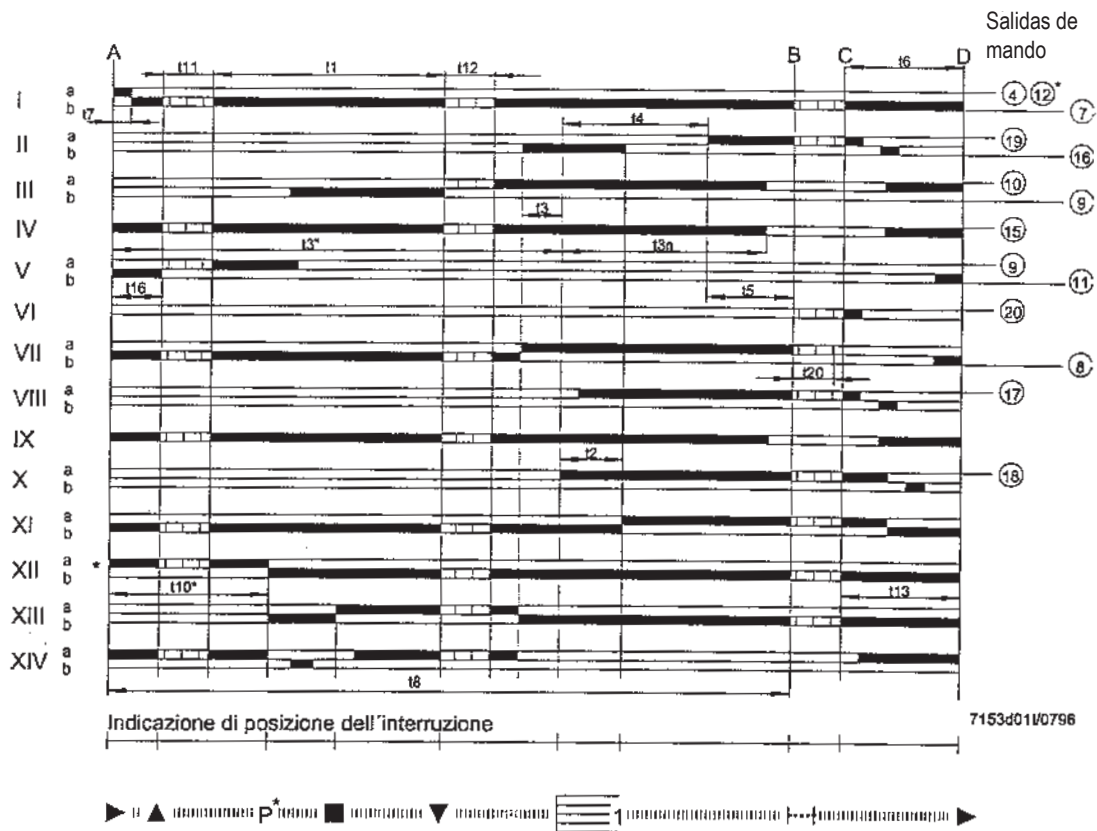 Salidas de
mando
A B C D
t11 t1 t12 t6
I a b 4 12* 7
t7 t4
II a b 19 16
III a b 10 9
t3
IV 15
t3* t3n
V a b 9 11
t16 t5
VI 20
VII a b 8
t20
VIII a b 17
IX
t2
X a b 18
XI a b
XII * a b
t10* t13
XIII a b
XIV a b
t8
Indicazione di posizione dell'interruzione
7153d01I/0796
P* 1